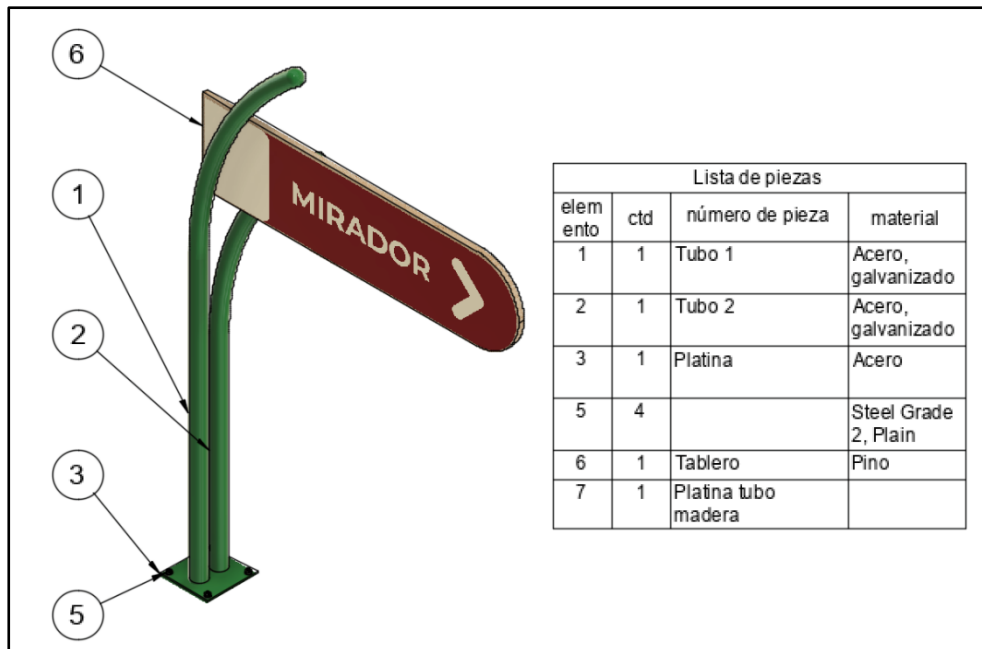 6
1
2
3
5
MIRADOR
Lista de piezas
elem
ento ctd número de pieza material
1 1 Tubo 1 Acero,
galvanizado
2 1 Tubo 2 Acero,
galvanizado
3 1 Platina Acero
5 4 Steel Grade
2, Plain
6 1 Tablero Pino
7 1 Platina tubo
madera